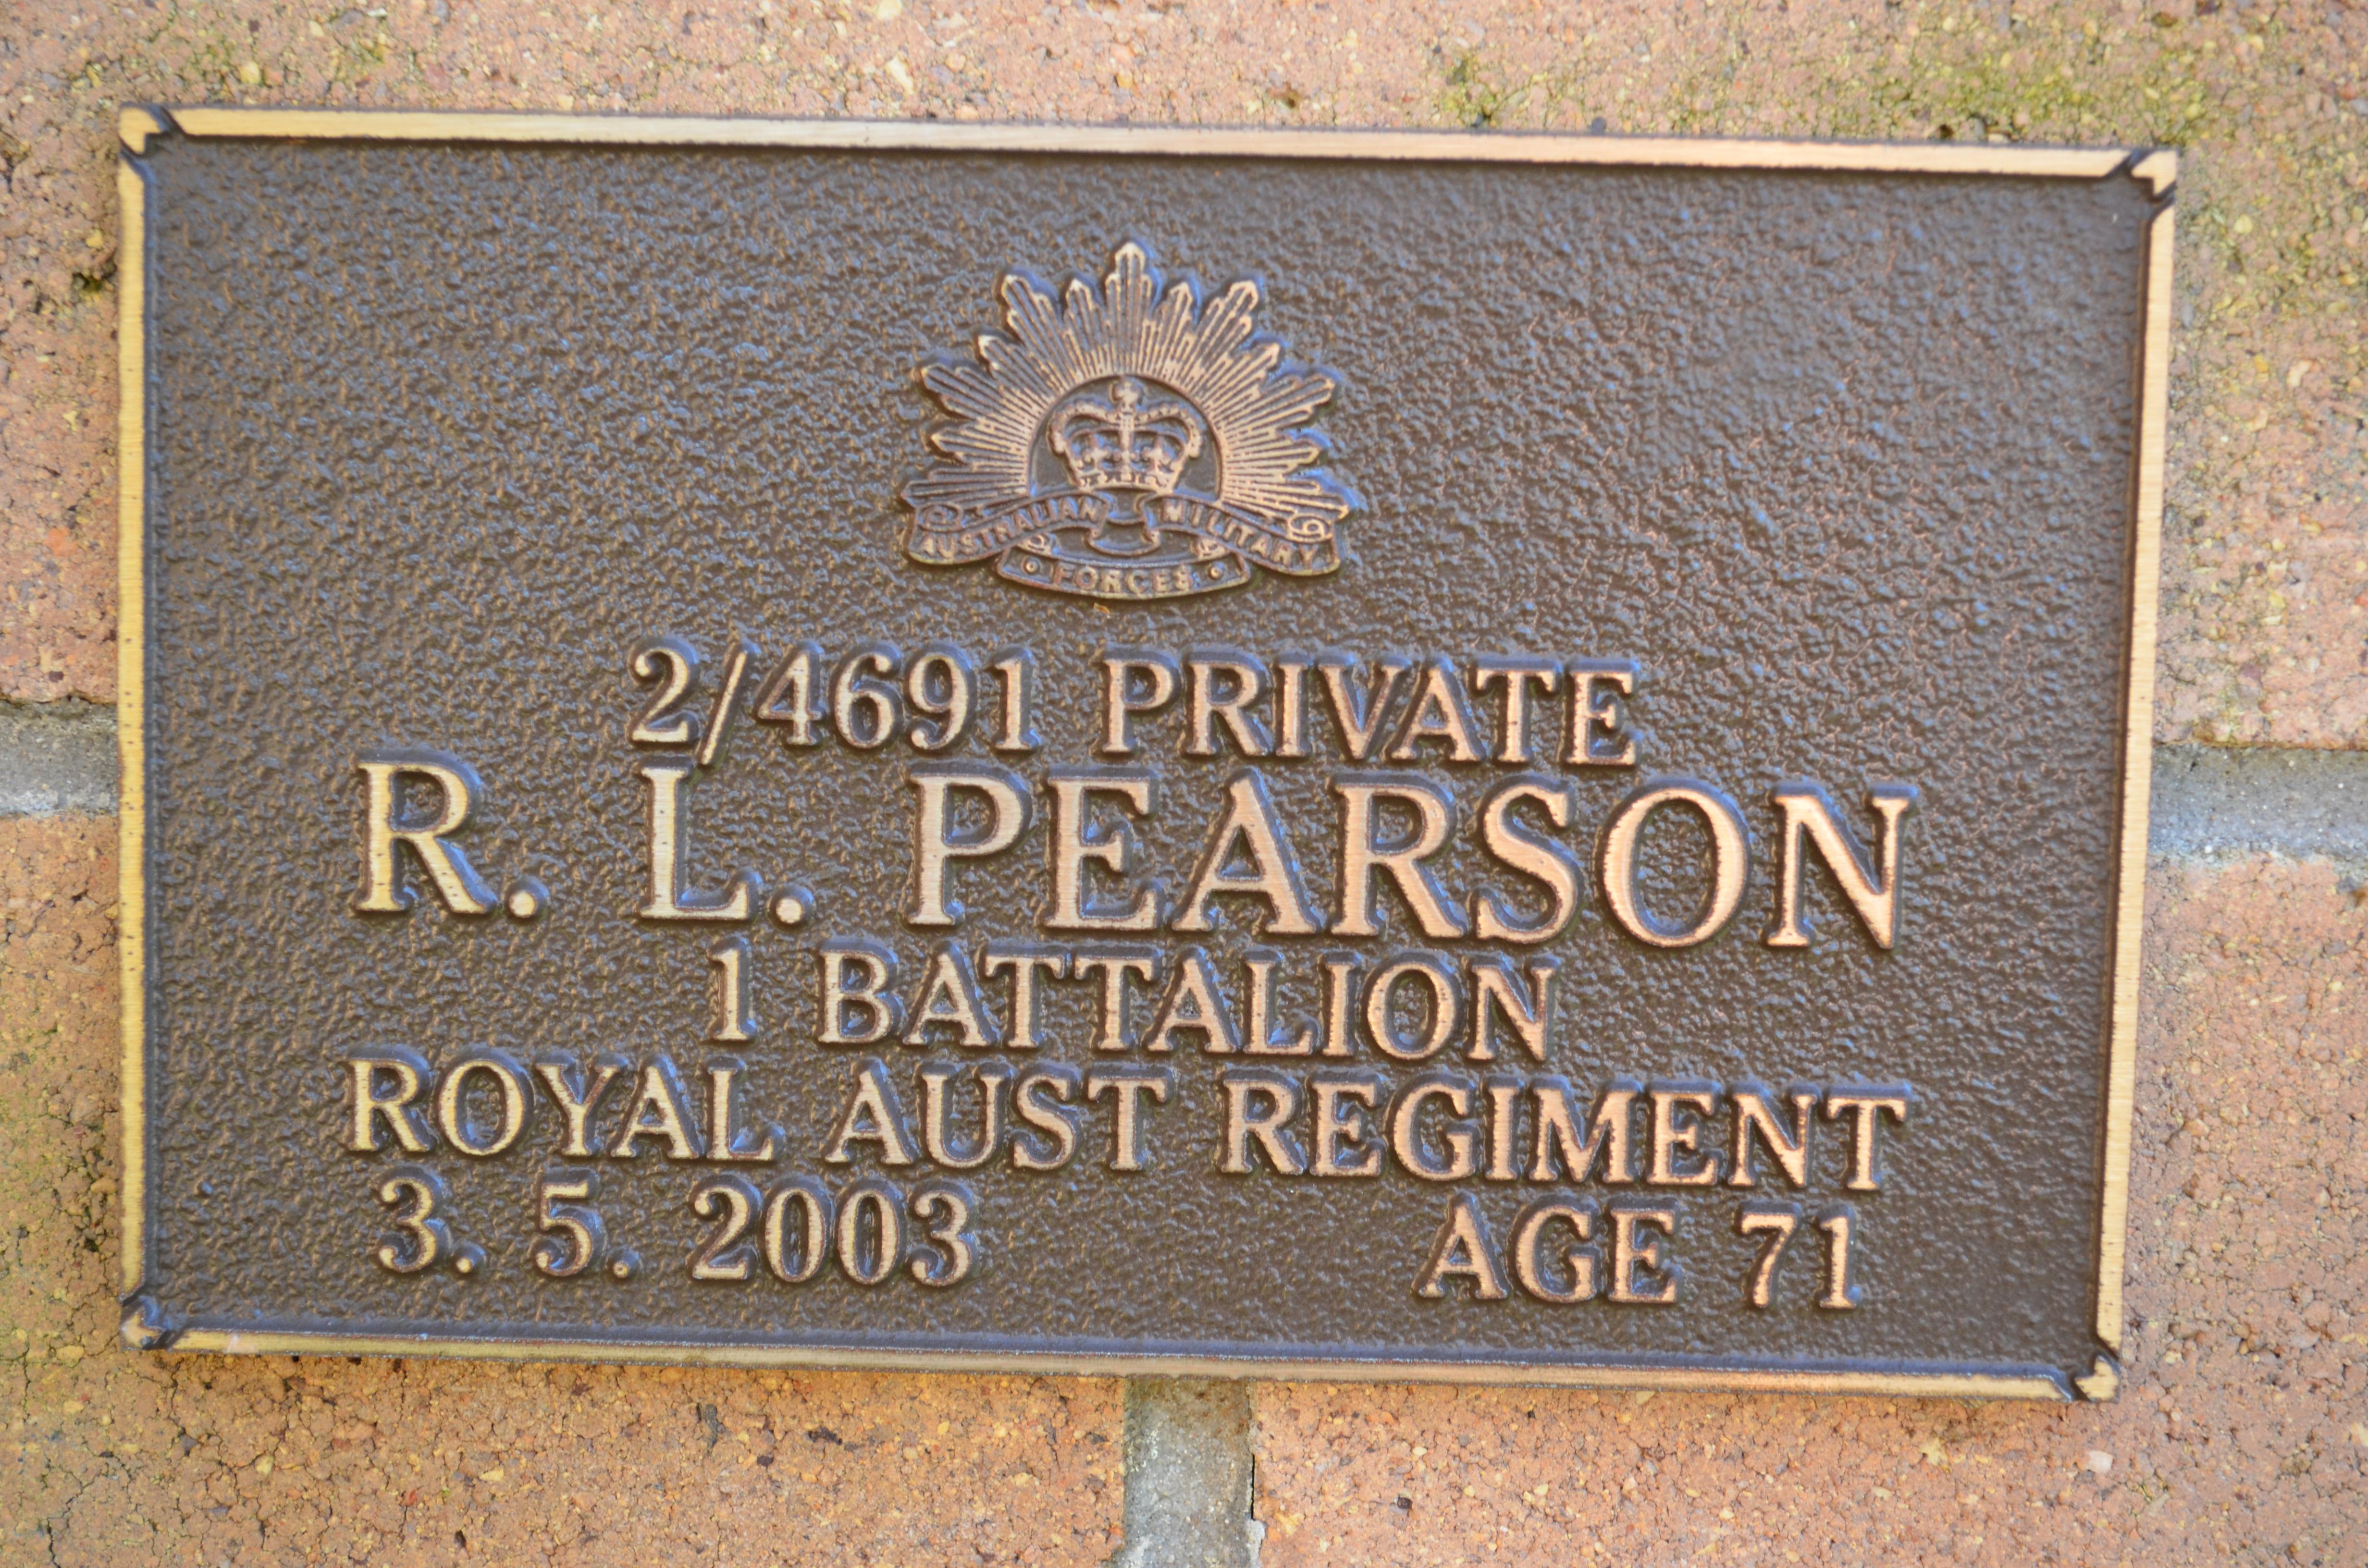 AUSTRALIAN MILITARY
FORCES
2/4691 PRIVATE
R. L. PEARSON
1 BATTALION
ROYAL AUST REGIMENT
3. 5. 2003 AGE 71